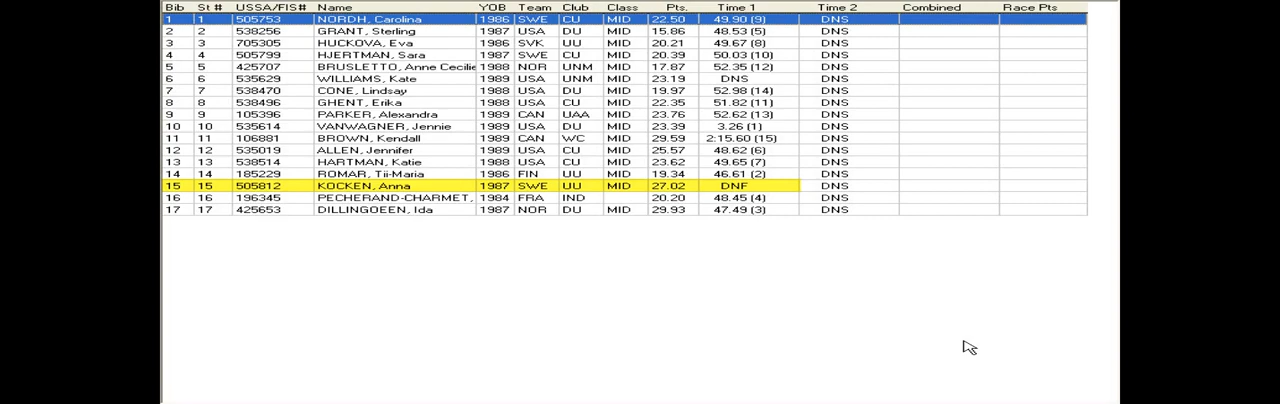 Bib St # USSA/FIS# Name YOB Team Club Class Pts. Time 1 Time 2 Combined Race Pts
1 1 505753 NORDH, Carolina 1986 SWE CU MID 22.50 49.90 (9) DNS
2 2 538256 GRANT, Sterling 1987 USA DU MID 15.86 48.53 (5) DNS
3 3 705305 HUCKOVA, Eva 1986 SVK UU MID 20.21 49.67 (8) DNS
4 4 505799 HJERTMAN, Sara 1987 SWE CU MID 20.39 50.03 (10) DNS
5 5 425707 BRUSLETTO, Anne Cecilie 1988 NOR UNM MID 17.87 52.35 (12) DNS
6 6 535629 WILLIAMS, Kate 1989 USA UNM MID 23.19 DNS DNS
7 7 538470 CONE, Lindsay 1988 USA DU MID 19.97 52.98 (14) DNS
8 8 538496 GHENT, Erika 1988 USA CU MID 22.35 51.82 (11) DNS
9 9 105396 PARKER, Alexandra 1989 CAN UAA MID 23.76 52.62 (13) DNS
10 10 535614 VANWAGNER, Jennie 1989 USA DU MID 23.39 3.26 (1) DNS
11 11 106881 BROWN, Kendall 1989 CAN WC MID 29.59 2:15.60 (15) DNS
12 12 535019 ALLEN, Jennifer 1989 USA CU MID 25.57 48.62 (6) DNS
13 13 538514 HARTMAN, Katie 1988 USA CU MID 23.62 49.65 (7) DNS
14 14 185229 ROMAR, Tii-Maria 1986 FIN UU MID 19.34 46.61 (2) DNS
15 15 505812 KOCKEN, Anna 1987 SWE UU MID 27.02 DNF DNS
16 16 196345 PECHERAND-CHARMET, 1984 FRA IND 20.20 48.45 (4) DNS
17 17 425653 DILLINGOEEN, Ida 1987 NOR DU MID 29.93 47.49 (3) DNS